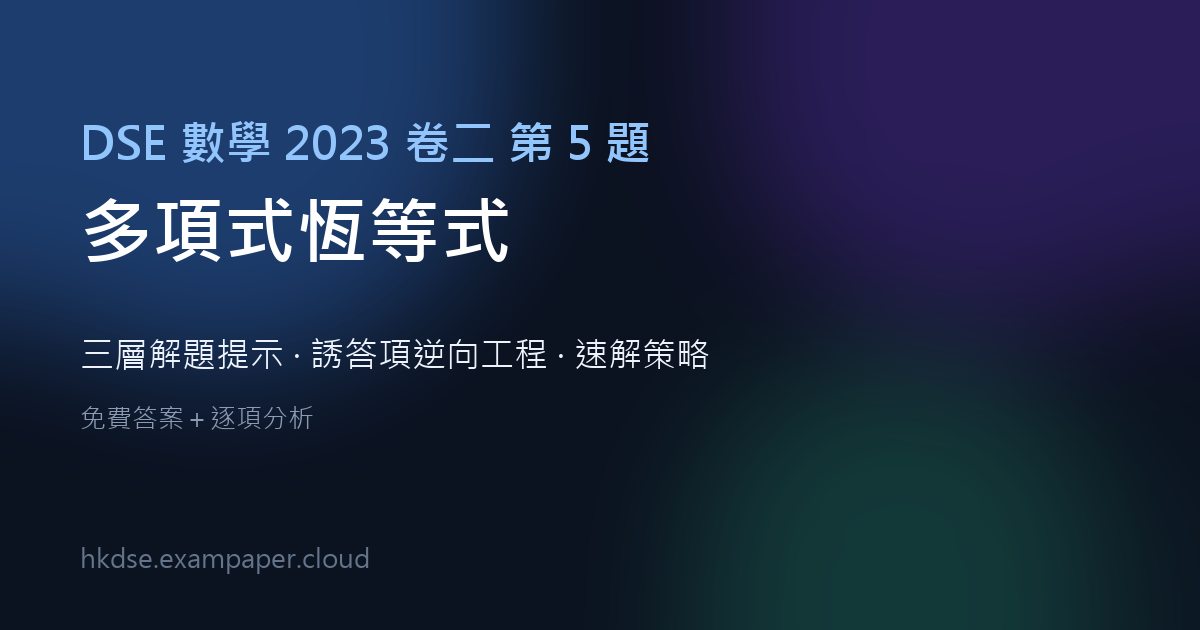 DSE 數學 2023 卷二 第 5 題
多項式恆等式
三層解題提示 · 誘答項逆向工程 · 速解策略
免費答案 + 逐項分析
hkdse.exampaper.cloud